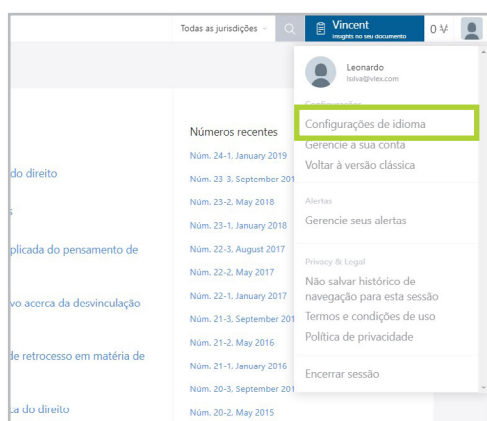 Todas as jurisdições
Vincent
Insights no seu documento
0
Leonardo
lsilva@vlex.com
Configurações
Configurações de idioma
Gerencie a sua conta
Voltar à versão clássica
Alertas
Gerencie seus alertas
Privacy & Legal
Não salvar histórico de
navegação para esta sessão
Termos e condições de uso
Política de privacidade
Encerrar sessão
Números recentes
Núm. 24-1, January 2019
Núm. 23-3, September 201
Núm. 23-2, May 2018
Núm. 23-1, January 2018
Núm. 22-3, August 2017
Núm. 22-2, May 2017
Núm. 22-1, January 2017
Núm. 21-3, September 201
Núm. 21-2, May 2016
Núm. 21-1, January 2016
Núm. 20-3, September 201
Núm. 20-2, May 2015
do direito
s
plicada do pensamento de
vo acerca da desvinculação
de retrocesso em matéria de
ca do direito